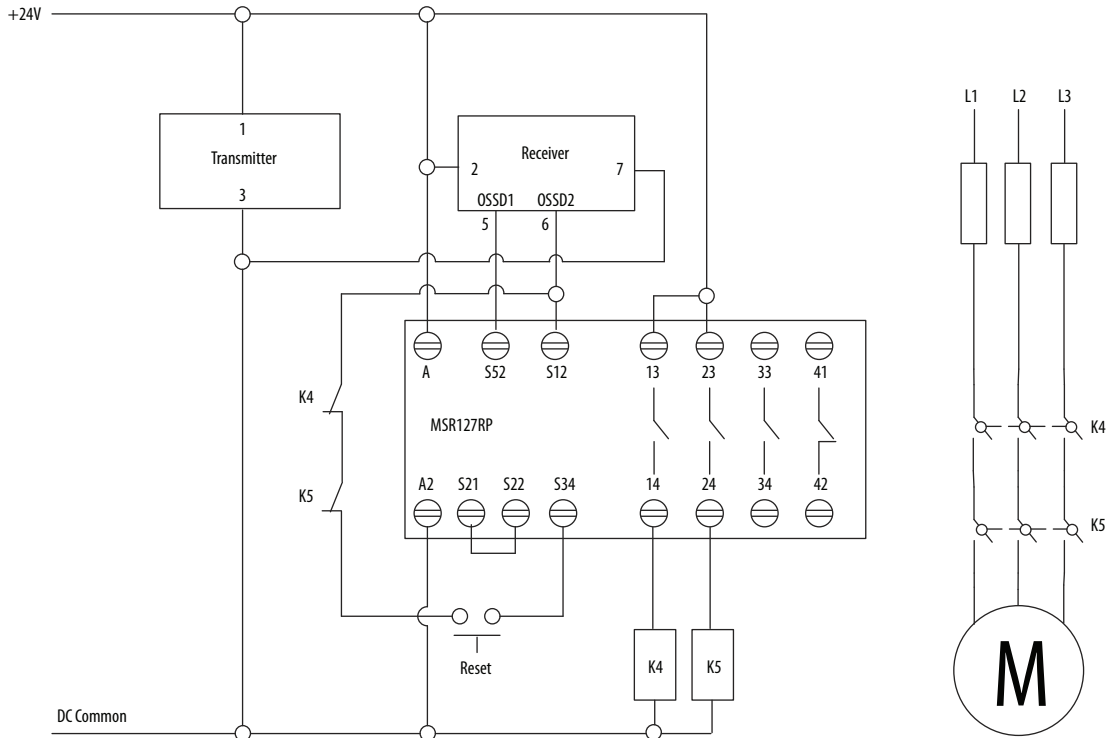 +24V
L1 L2 L3
1
Transmitter
3
Receiver
2 7
OSSD1 OSSD2
5 6
A S52 S12 13 23 33 41
K4
MSR127RP
K4
K5
A2 S21 S22 S34 14 24 34 42
K5
Reset
K4 K5
M
DC Common